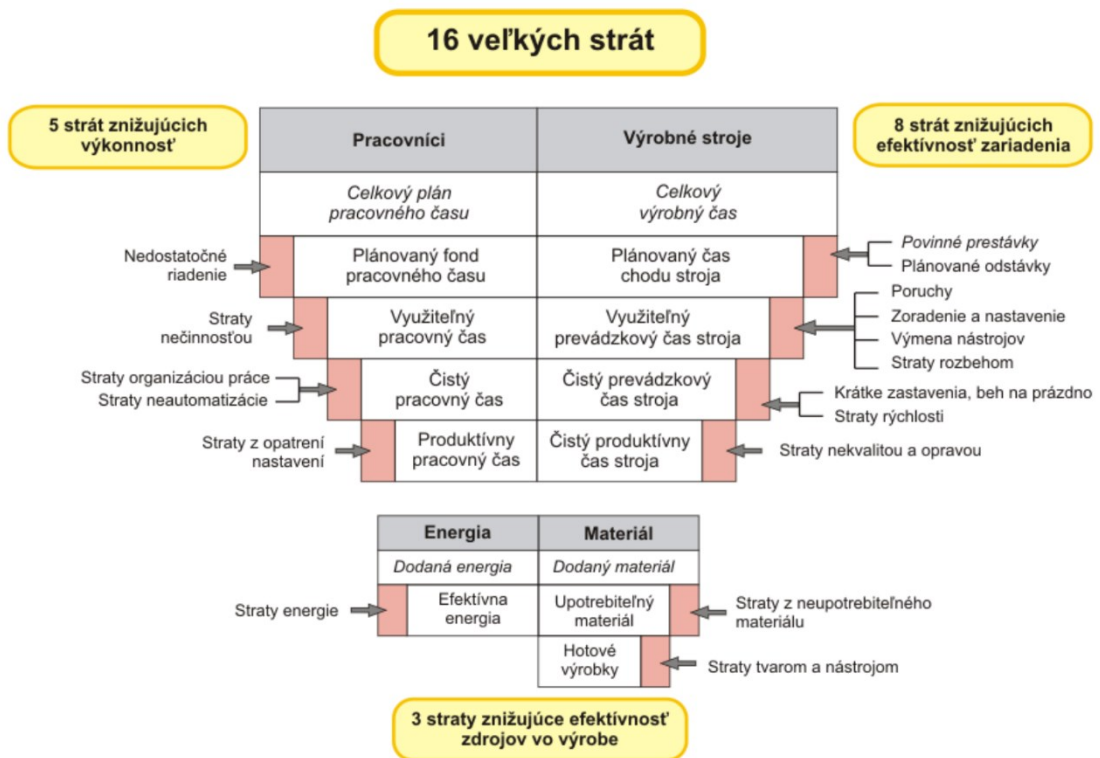 16 veľkých strát
5 strát znižujúcich
výkonnosť
8 strát znižujúcich
efektívnosť zariadenia
Pracovníci
Výrobné stroje
Celkový plán
pracovného času
Celkový
výrobný čas
Nedostatočné
riadenie
Plánovaný fond
pracovného času
Plánovaný čas
chodu stroja
Povinné prestávky
Plánované odstávky
Straty
nečinnosťou
Využiteľný
pracovný čas
Využiteľný
prevádzkový čas stroja
Poruchy
Zoradenie a nastavenie
Výmena nástrojov
Straty rozbehom
Straty organizáciou práce
Straty neautomatizácie
Čistý
pracovný čas
Čistý prevádzkový
čas stroja
Krátke zastavenia, beh na prázdno
Straty rýchlosti
Straty z opatrení
nastavení
Produktívny
pracovný čas
Čistý produktívny
čas stroja
Straty nekvalitou a opravou
Energia
Materiál
Dodaná energia
Dodaný materiál
Straty energie
Efektívna
energia
Upotrebiteľný
materiál
Straty z neupotrebiteľného
materiálu
Hotové
výrobky
Straty tvarom a nástrojom
3 straty znižujúce efektívnosť
zdrojov vo výrobe